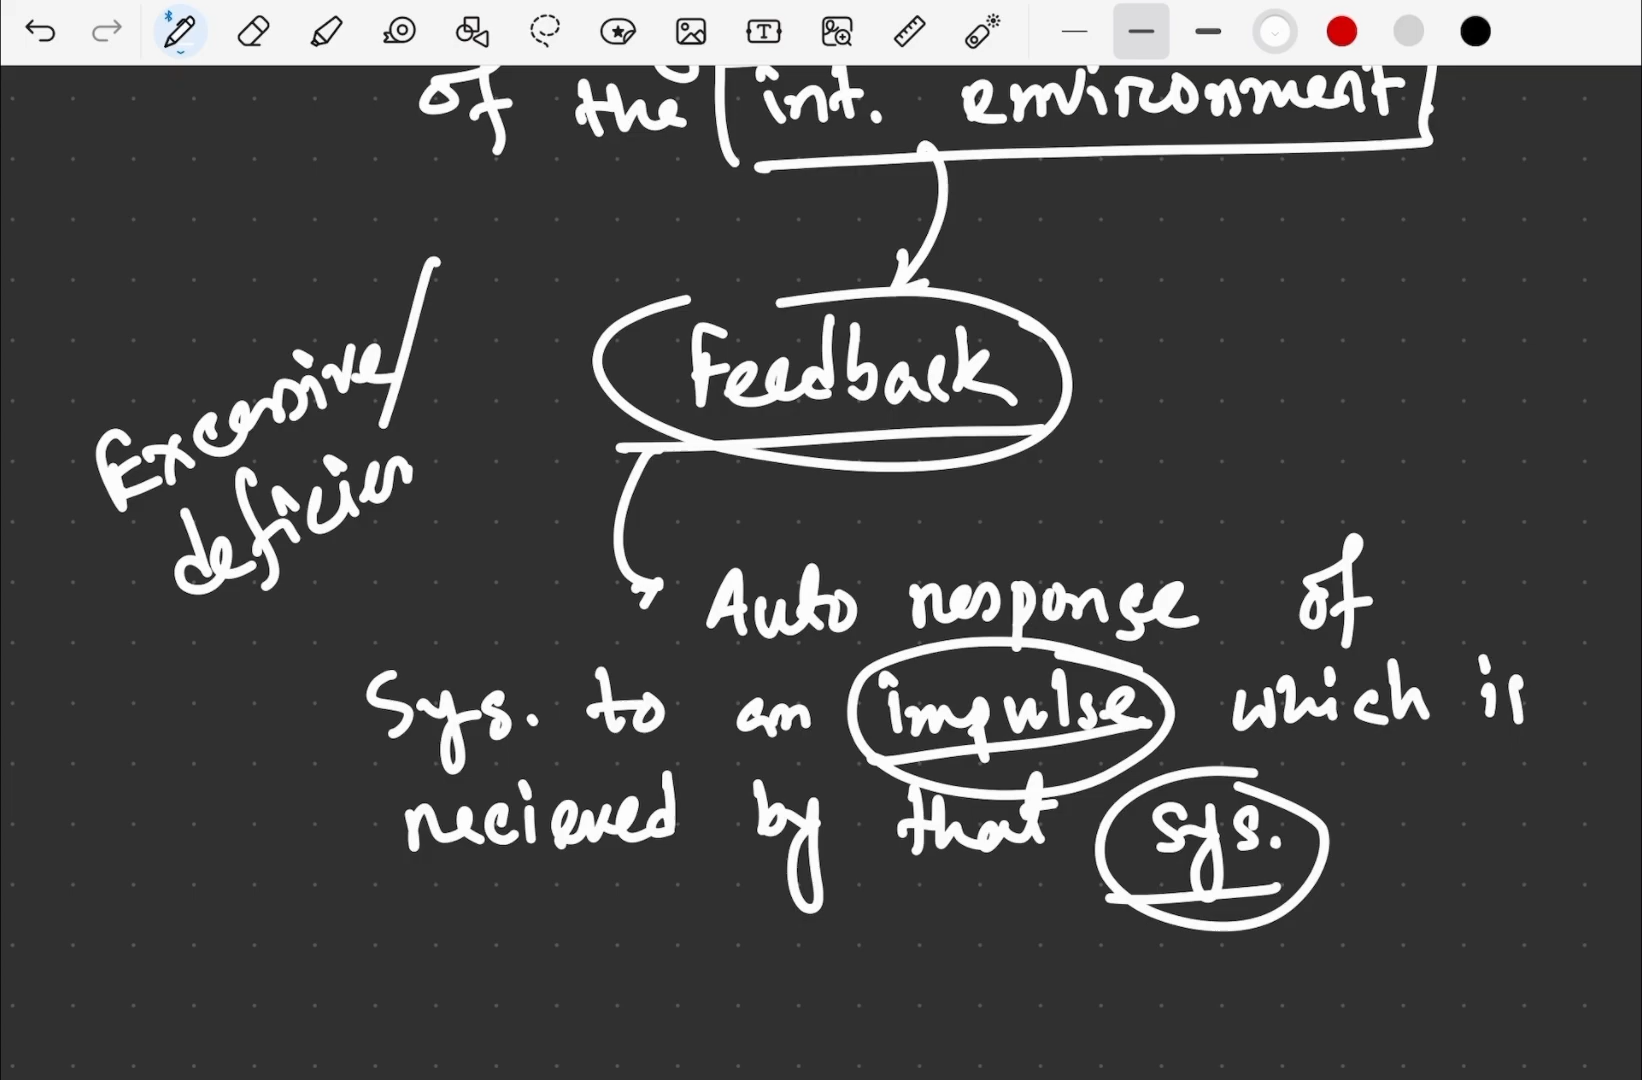 of the int. environment
Feedback
Excessive/
deficien
Auto response of
Sys. to an impulse which is
recieved by that sys.